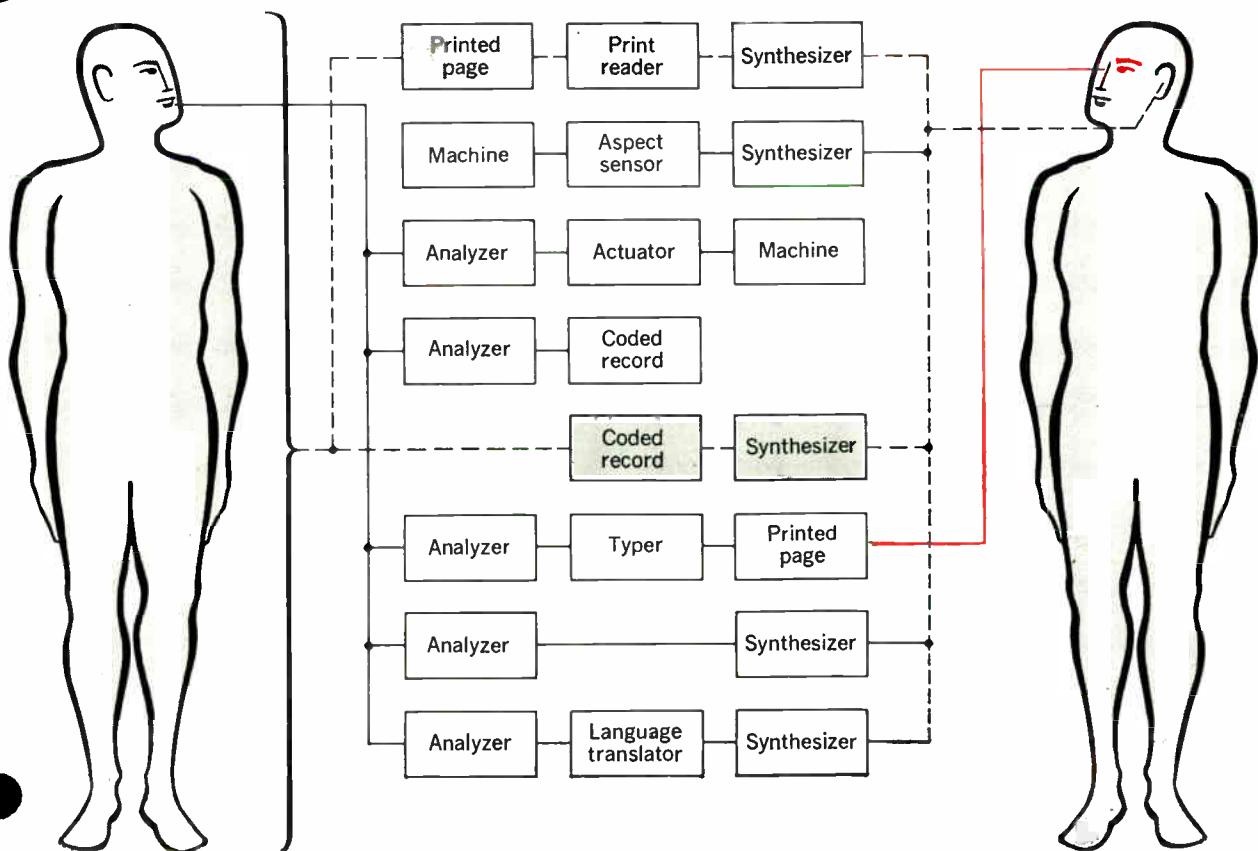 Printed
page
Print
reader
Synthesizer
Machine
Aspect
sensor
Synthesizer
Analyzer
Actuator
Machine
Analyzer
Coded
record
Coded
record
Synthesizer
Analyzer
Typer
Printed
page
Analyzer
Synthesizer
Analyzer
Language
translator
Synthesizer